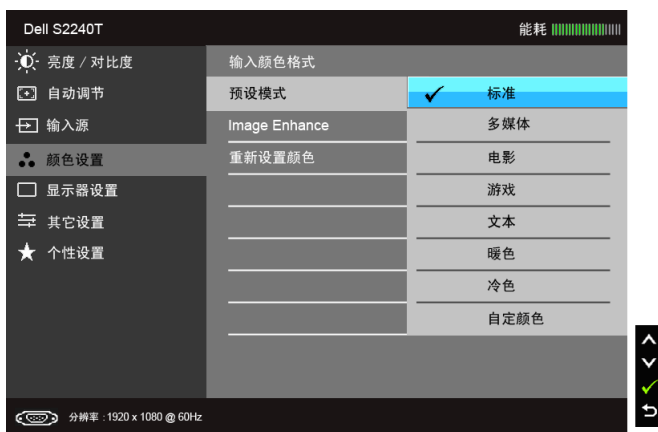 Dell S2240T
能耗
亮度 / 对比度
自动调节
输入源
颜色设置
显示器设置
其它设置
个性设置
输入颜色格式
预设模式
Image Enhance
重新设置颜色
标准
多媒体
电影
游戏
文本
暖色
冷色
自定颜色
分辨率 : 1920 x 1080 @ 60Hz